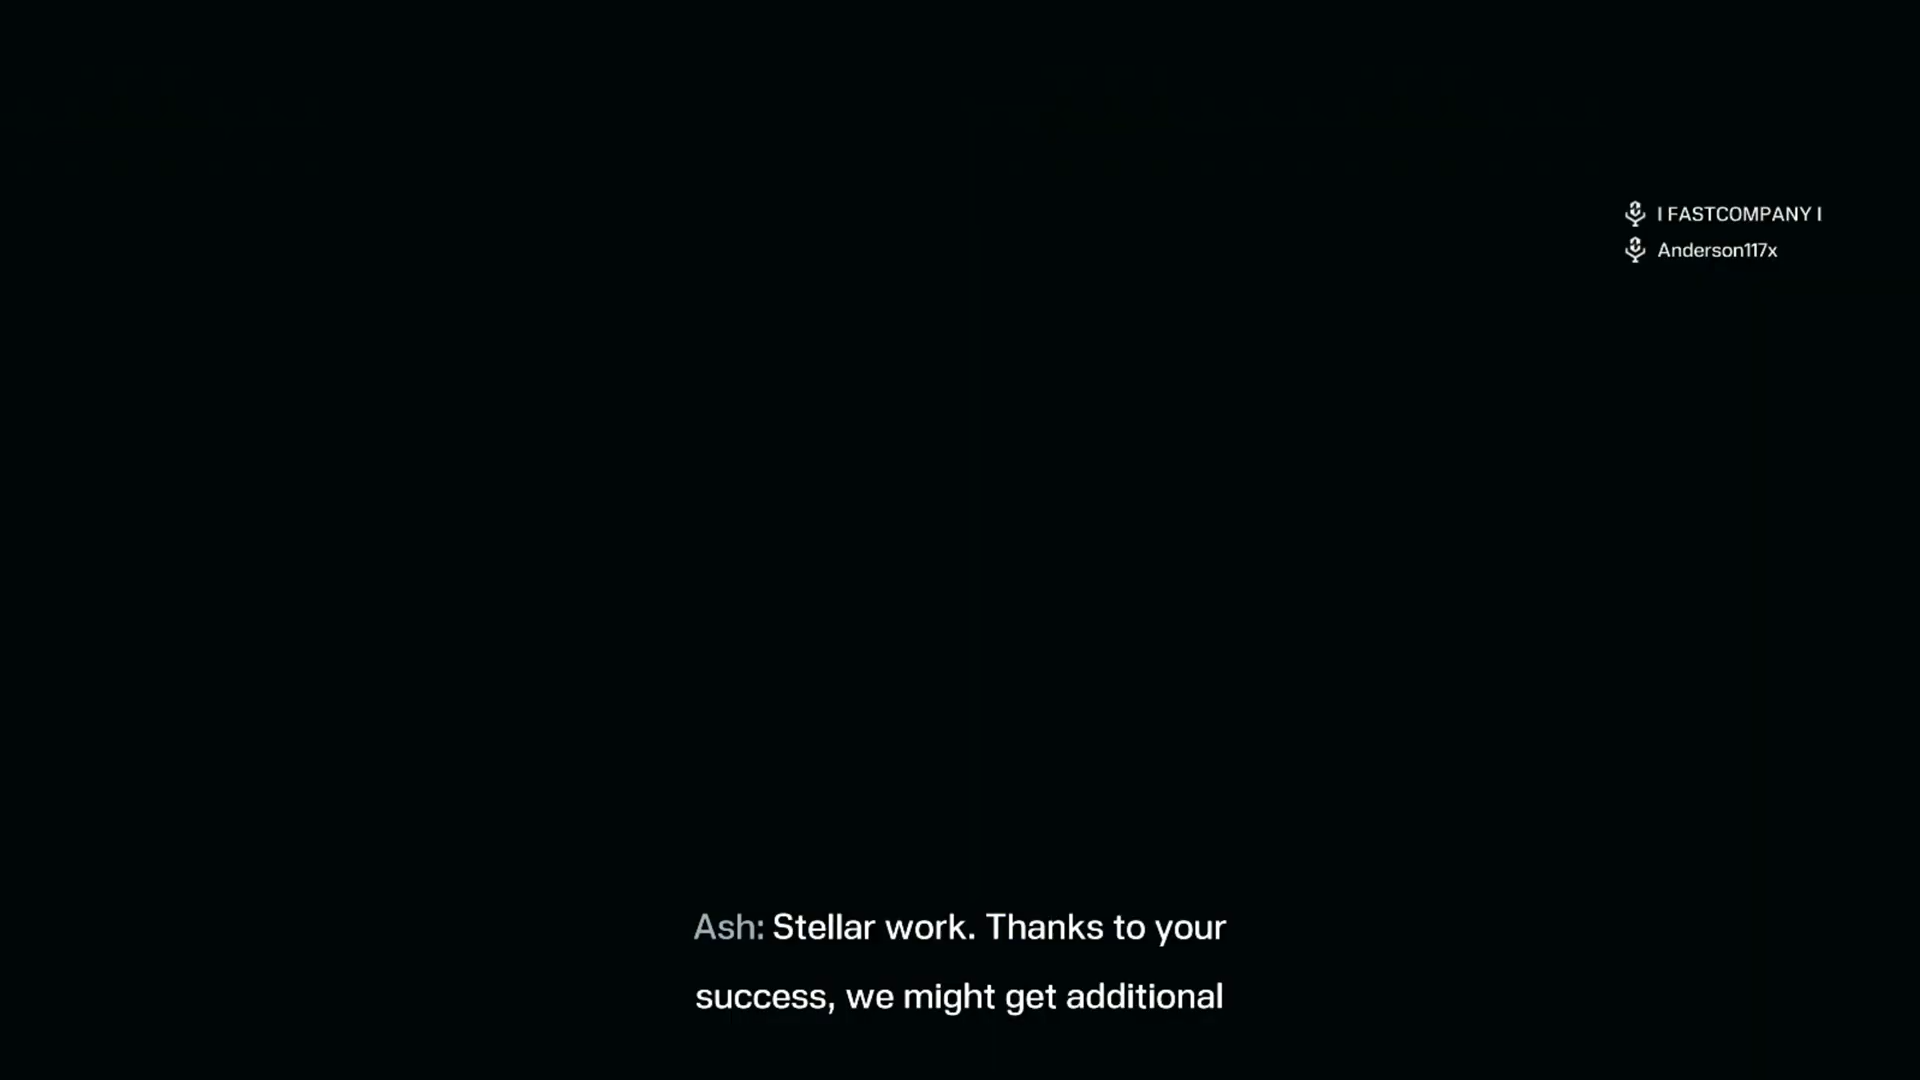 I FASTCOMPANY I
Anderson117x
Ash: Stellar work. Thanks to your
success, we might get additional